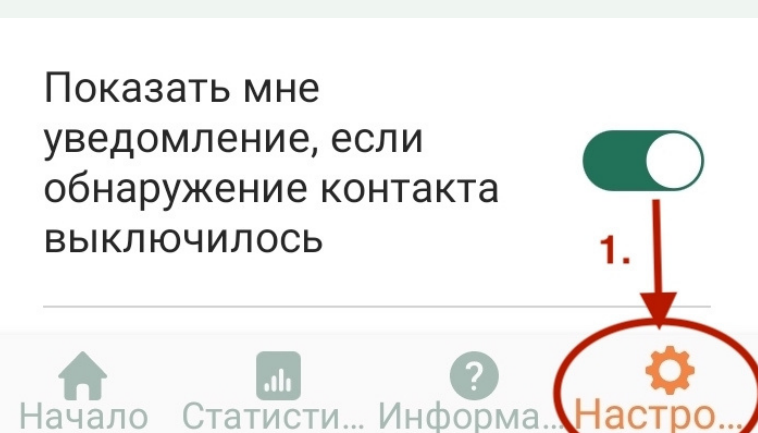 Показать мне
уведомление, если
обнаружение контакта
выключилось
1.
Начало Статисти... Информа... Настро...